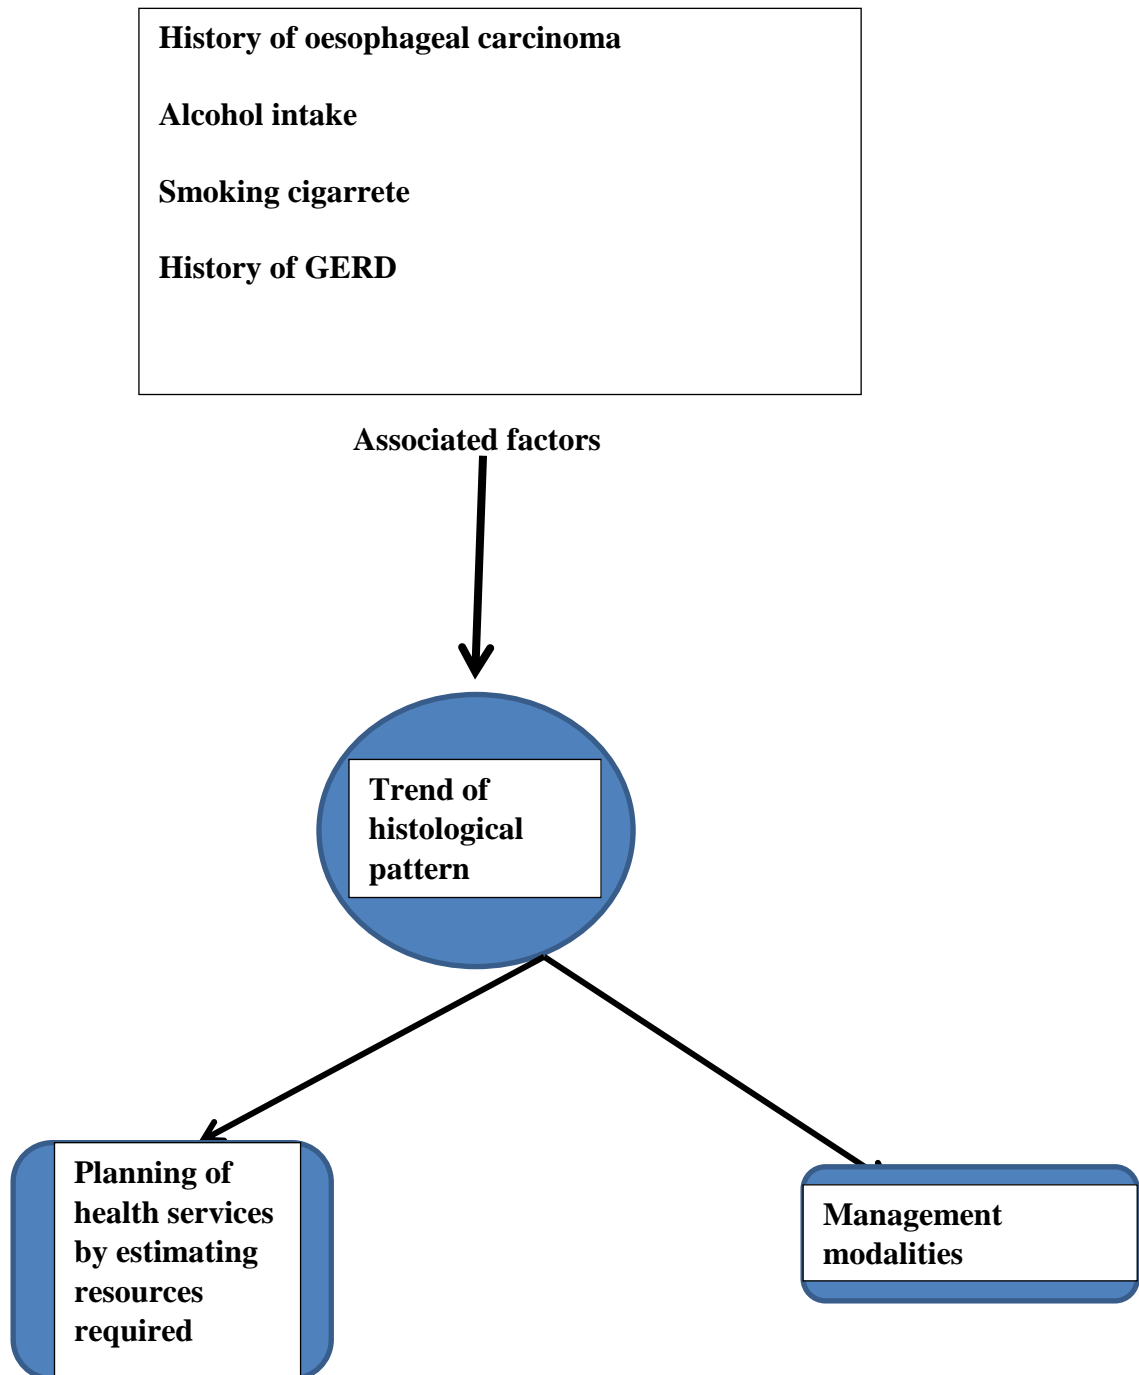 History of oesophageal carcinoma
Alcohol intake
Smoking cigarrete
History of GERD
Associated factors
Trend of
histological
pattern
Planning of
health services
by estimating
resources
required
Management
modalities